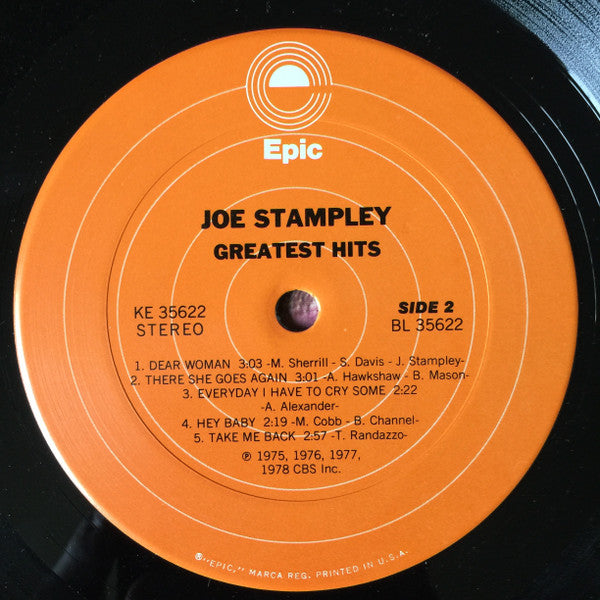 Epic
JOE STAMPLEY
GREATEST HITS
KE 35622
STEREO
SIDE 2
BL 35622
1. DEAR WOMAN 3:03 -M. Sherrill - S. Davis - J. Stampley-
2. THERE SHE GOES AGAIN 3:01 -A. Hawkshaw - B. Mason-
3. EVERYDAY I HAVE TO CRY SOME 2:22
-A. Alexander-
4. HEY BABY 2:19 -M. Cobb - B. Channel-
5. TAKE ME BACK 2:57 -T. Randazzo-
℗ 1975, 1976, 1977,
1978 CBS Inc.
®"EPIC," MARCA REG. PRINTED IN U.S.A.